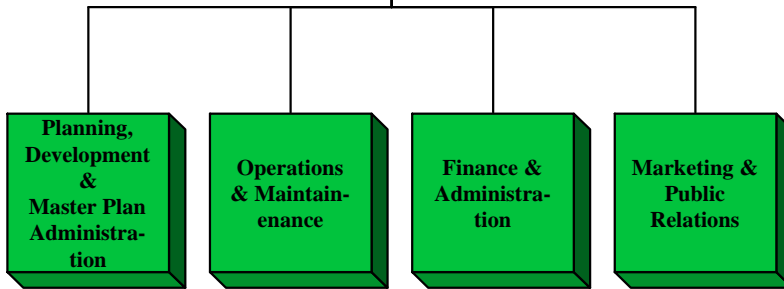 Planning,
Development
&
Master Plan
Administra-
tion
Operations
& Maintain-
enance
Finance &
Administra-
tion
Marketing &
Public
Relations